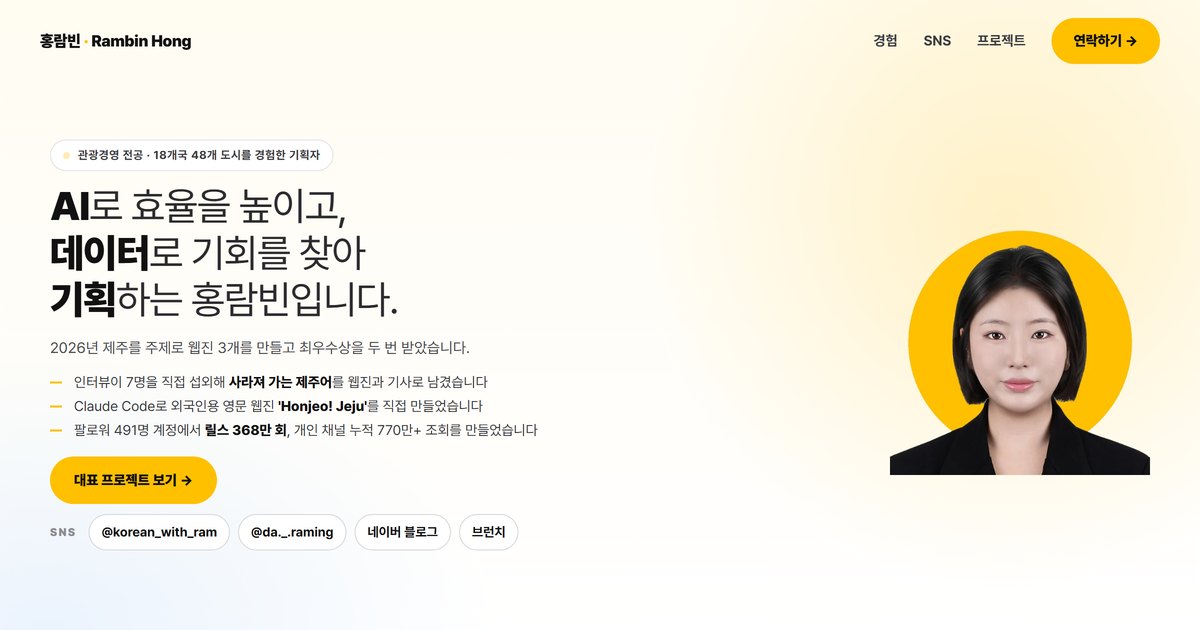 홍람빈 · Rambin Hong
경험
SNS
프로젝트
연락하기 →
관광경영 전공 · 18개국 48개 도시를 경험한 기획자
AI로 효율을 높이고,
데이터로 기회를 찾아
기획하는 홍람빈입니다.
2026년 제주를 주제로 웹진 3개를 만들고 최우수상을 두 번 받았습니다.
인터뷰이 7명을 직접 섭외해 사라져 가는 제주어를 웹진과 기사로 남겼습니다
Claude Code로 외국인용 영문 웹진 'Honjeo! Jeju'를 직접 만들었습니다
팔로워 491명 계정에서 릴스 368만 회, 개인 채널 누적 770만+ 조회를 만들었습니다
대표 프로젝트 보기 →
SNS
@korean_with_ram
@da._.raming
네이버 블로그
브런치